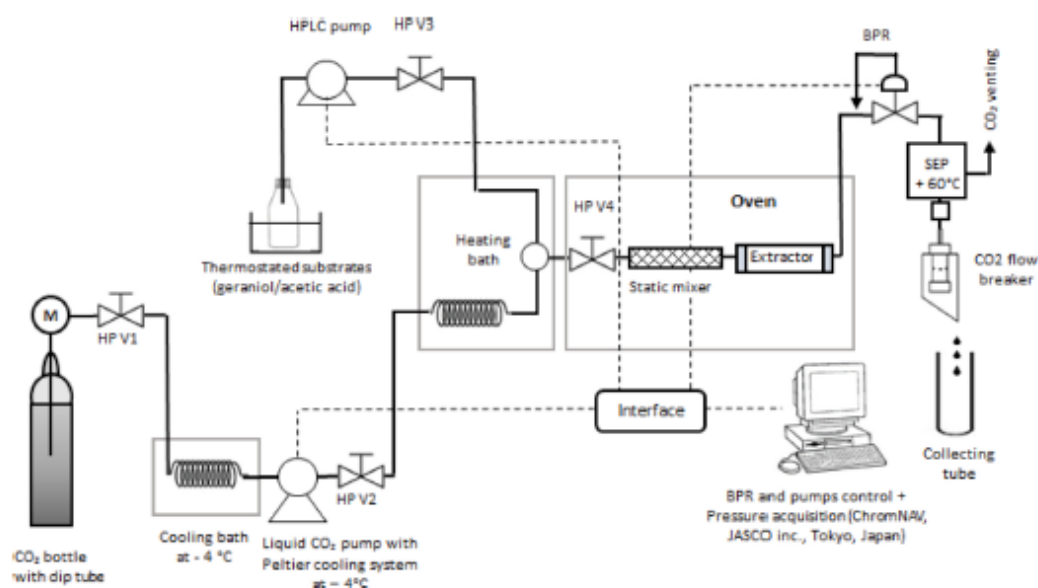 HPLC pump
HP V3
BPR
CO₂ venting
SEP
+ 60°C
HP V4
Oven
Heating
bath
Extractor
Static mixer
CO2 flow
breaker
Thermostated substrates
(geraniol/acetic acid)
M
HP V1
Interface
HP V2
Collecting
tube
BPR and pumps control +
Pressure acquisition (ChromNAV,
JASCO inc., Tokyo, Japan)
Cooling bath
at - 4 °C
Liquid CO₂ pump with
Peltier cooling system
as – 4°C
CO₂ bottle
with dip tube